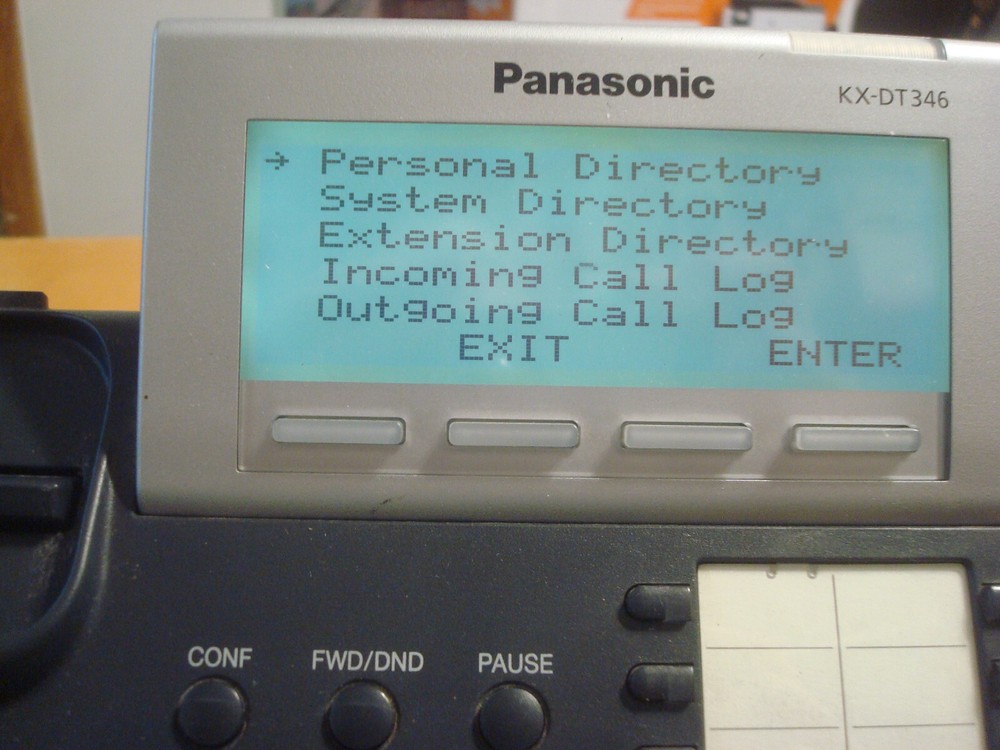 Panasonic
KX-DT346
→ Personal Directory
System Directory
Extension Directory
Incoming Call Log
Outgoing Call Log
EXIT ENTER
CONF FWD/DND PAUSE